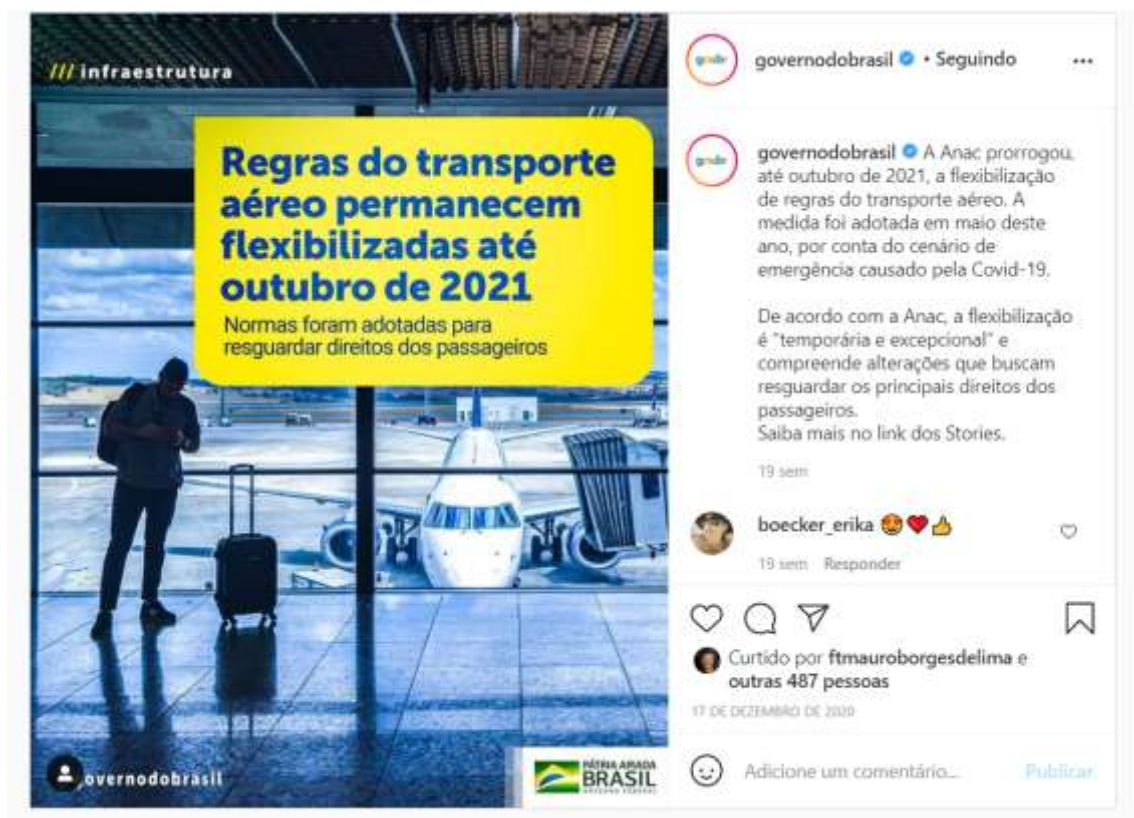 /// infraestrutura
Regras do transporte
aéreo permanecem
flexibilizadas até
outubro de 2021
Normas foram adotadas para
resguardar direitos dos passageiros
overnodobrasil
PÁTRIA AMADA
BRASIL
GOVERNO FEDERAL
governodobrasil • Seguindo
governodobrasil A Anac prorrogou,
até outubro de 2021, a flexibilização
de regras do transporte aéreo. A
medida foi adotada em maio deste
ano, por conta do cenário de
emergência causado pela Covid-19.
De acordo com a Anac, a flexibilização
é "temporária e excepcional" e
compreende alterações que buscam
resguardar os principais direitos dos
passageiros.
Saiba mais no link dos Stories.
19 sem
boecker_erika 🤩❤️👍
19 sem Responder
Curtido por ftmauroborgesdelima e
outras 487 pessoas
17 DE DEZEMBRO DE 2020
Adicione um comentário... Publicar